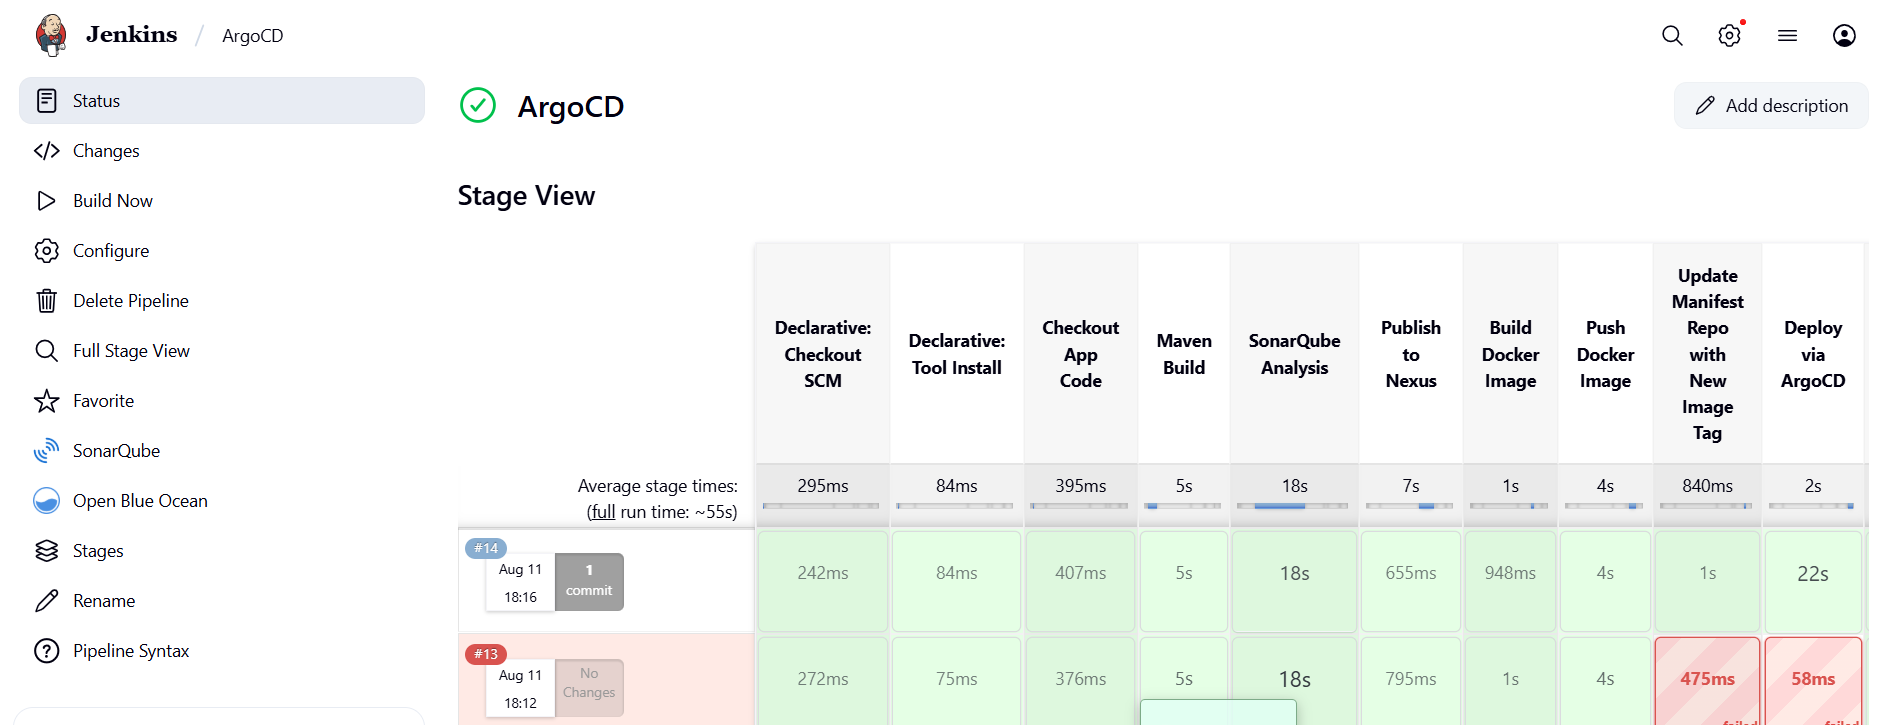 Jenkins / ArgoCD
Status
Changes
Build Now
Configure
Delete Pipeline
Full Stage View
Favorite
SonarQube
Open Blue Ocean
Stages
Rename
Pipeline Syntax
ArgoCD
Add description
Stage View
Declarative:
Checkout
SCM
Declarative:
Tool Install
Checkout
App
Code
Maven
Build
SonarQube
Analysis
Publish
to
Nexus
Build
Docker
Image
Push
Docker
Image
Update
Manifest
Repo
with
New
Image
Tag
Deploy
via
ArgoCD
Average stage times:
(full run time: ~55s)
295ms 84ms 395ms 5s 18s 7s 1s 4s 840ms 2s
#14
Aug 11
18:16
1
commit
242ms 84ms 407ms 5s 18s 655ms 948ms 4s 1s 22s
#13
Aug 11
18:12
No
Changes
272ms 75ms 376ms 5s 18s 795ms 1s 4s 475ms 58ms
failed failed